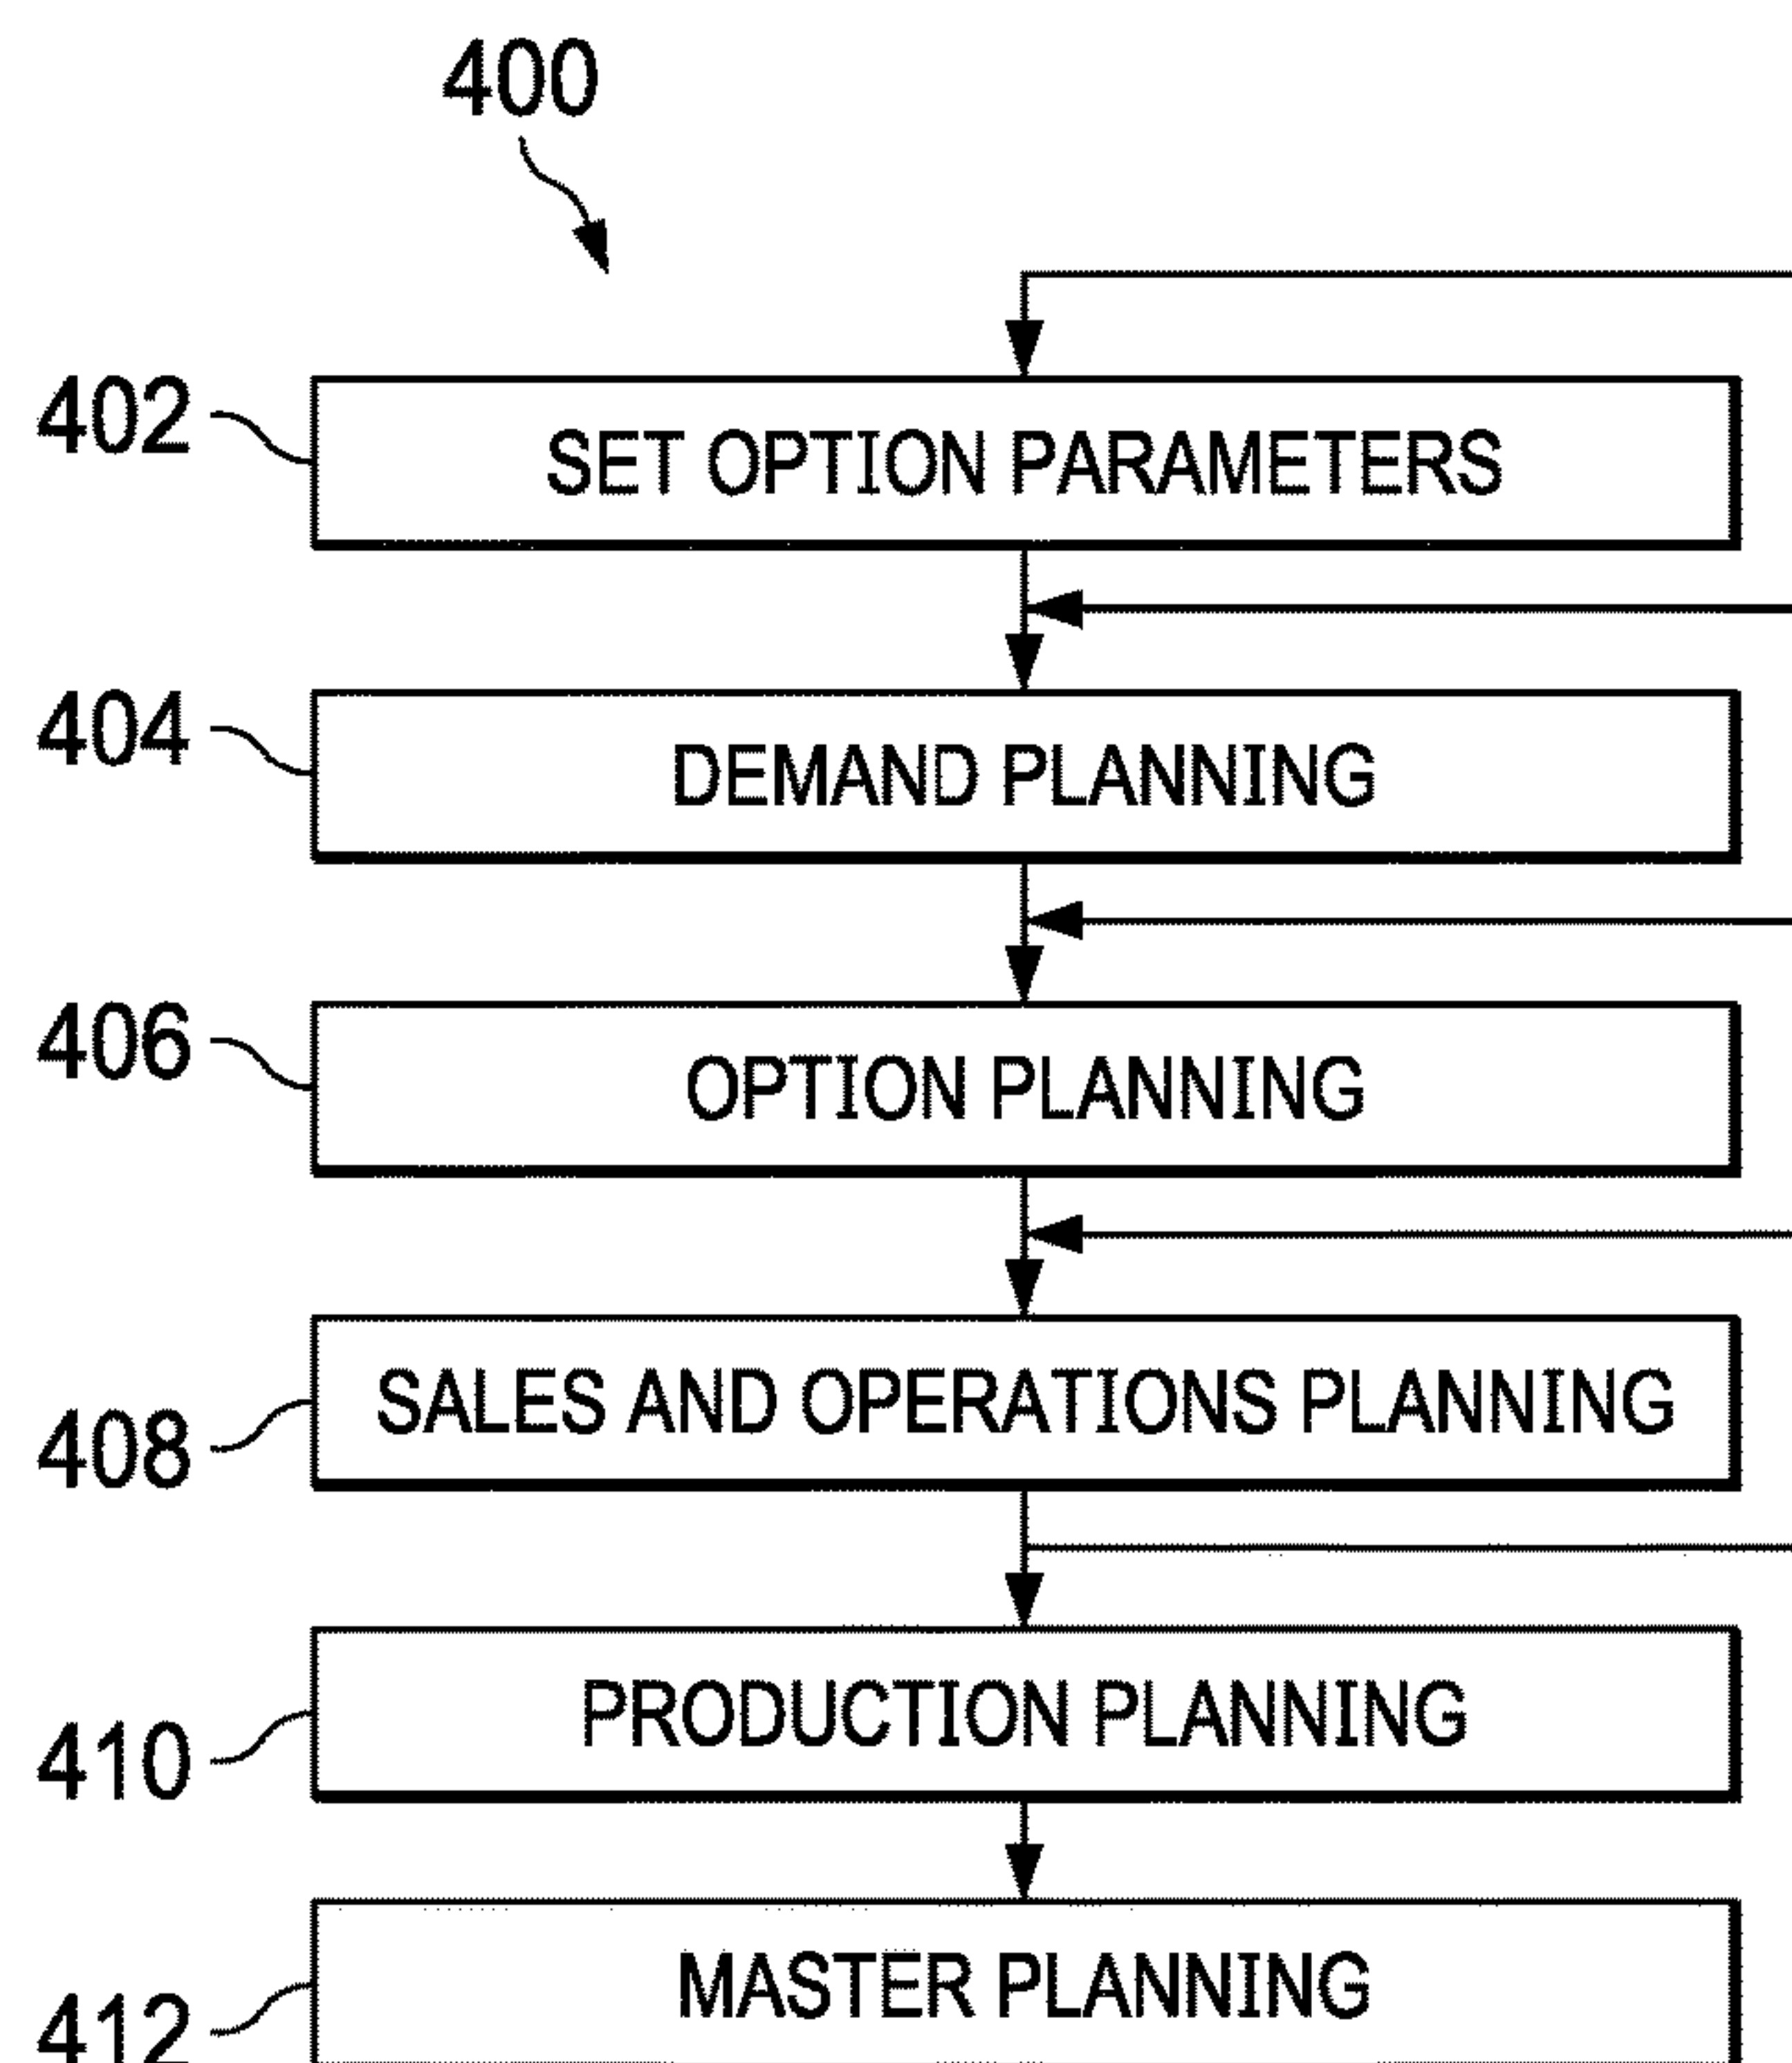 400
402
SET OPTION PARAMETERS
404
DEMAND PLANNING
406
OPTION PLANNING
408
SALES AND OPERATIONS PLANNING
410
PRODUCTION PLANNING
412
MASTER PLANNING